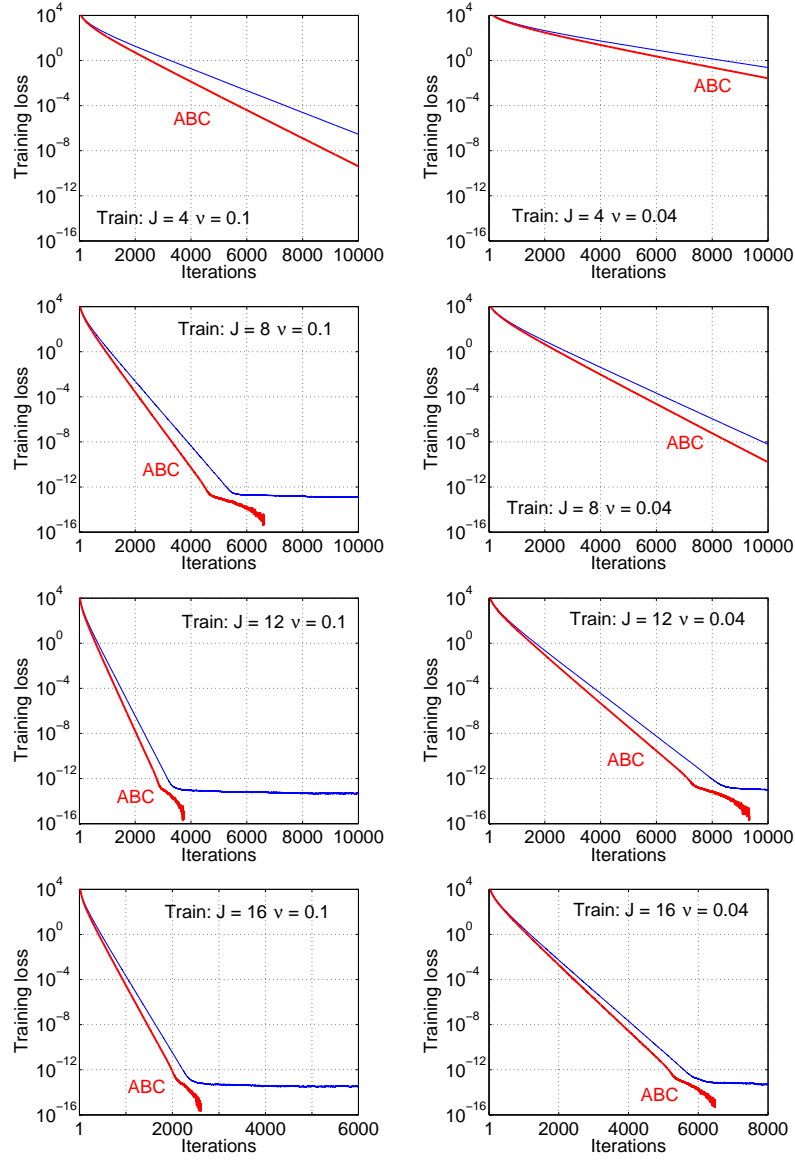 10^4
10^0
10^−4
10^−8
10^−12
10^−16
Training loss
ABC
Train: J = 4 ν = 0.1
1 2000 4000 6000 8000 10000
Iterations
10^4
10^0
10^−4
10^−8
10^−12
10^−16
Training loss
ABC
Train: J = 4 ν = 0.04
1 2000 4000 6000 8000 10000
Iterations
10^4
10^0
10^−4
10^−8
10^−12
10^−16
Training loss
Train: J = 8 ν = 0.1
ABC
1 2000 4000 6000 8000 10000
Iterations
10^4
10^0
10^−4
10^−8
10^−12
10^−16
Training loss
ABC
Train: J = 8 ν = 0.04
1 2000 4000 6000 8000 10000
Iterations
10^4
10^0
10^−4
10^−8
10^−12
10^−16
Training loss
Train: J = 12 ν = 0.1
ABC
1 2000 4000 6000 8000 10000
Iterations
10^4
10^0
10^−4
10^−8
10^−12
10^−16
Training loss
Train: J = 12 ν = 0.04
ABC
1 2000 4000 6000 8000 10000
Iterations
10^4
10^0
10^−4
10^−8
10^−12
10^−16
Training loss
Train: J = 16 ν = 0.1
ABC
1 1000 2000 3000 4000 5000 6000
Iterations
10^4
10^0
10^−4
10^−8
10^−12
10^−16
Training loss
Train: J = 16 ν = 0.04
ABC
1 2000 4000 6000 8000
Iterations